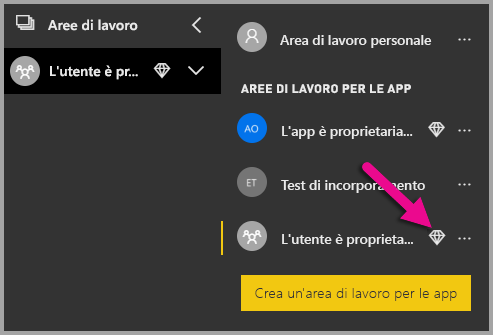 Aree di lavoro
L'utente è pr...
Area di lavoro personale
AREE DI LAVORO PER LE APP
AO L'app è proprietaria...
ET Test di incorporamento
L'utente è proprieta...
Crea un'area di lavoro per le app